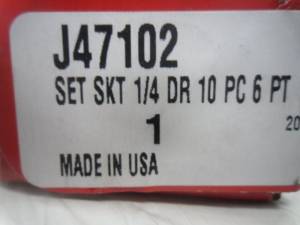 J47102
SET SKT 1/4 DR 10 PC 6 PT
1
20
MADE IN USA